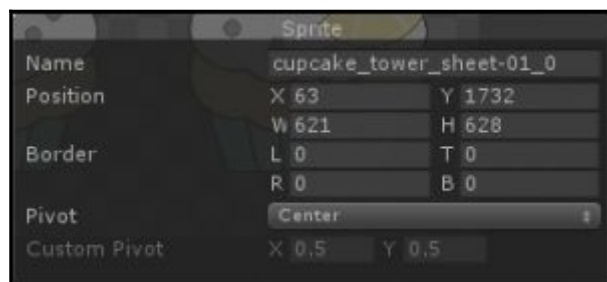 Sprite
Name cupcake_tower_sheet-01_0
Position X 63 Y 1732
W 621 H 628
Border L 0 T 0
R 0 B 0
Pivot Center
Custom Pivot X 0.5 Y 0.5